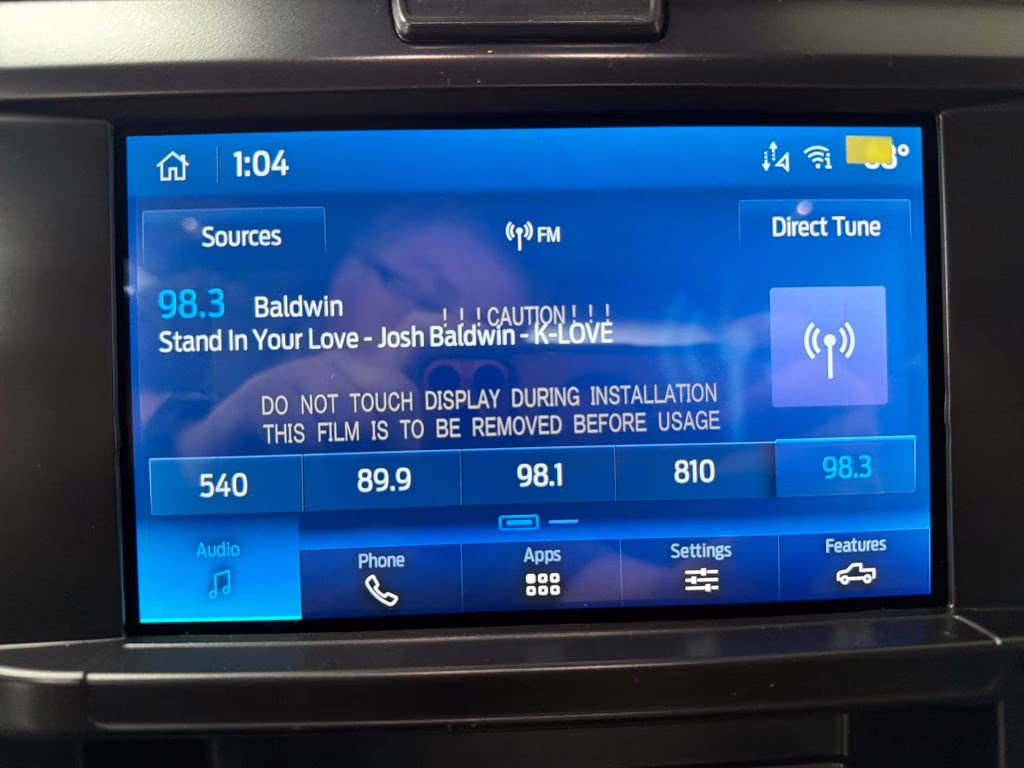 1:04
Sources
FM
Direct Tune
98.3 Baldwin
! ! ! CAUTION ! ! !
Stand In Your Love - Josh Baldwin - K-LOVE
DO NOT TOUCH DISPLAY DURING INSTALLATION
THIS FILM IS TO BE REMOVED BEFORE USAGE
540 89.9 98.1 810 98.3
Audio Phone Apps Settings Features